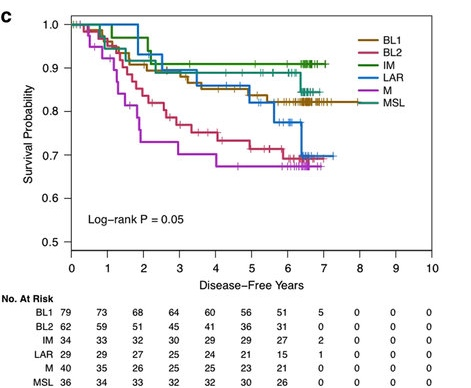 c
Survival Probability
1.0
0.9
0.8
0.7
0.6
0.5
BL1
BL2
IM
LAR
M
MSL
Log-rank P = 0.05
0 1 2 3 4 5 6 7 8 9 10
Disease-Free Years
No. At Risk
BL1 79 73 68 64 60 56 51 5 0 0 0
BL2 62 59 51 45 41 36 31 0 0 0 0
IM 34 33 32 30 29 29 27 2 0 0 0
LAR 29 29 27 25 24 21 15 1 0 0 0
M 40 35 26 25 25 23 21 0 0 0 0
MSL 36 34 33 32 32 30 26 0 0 0